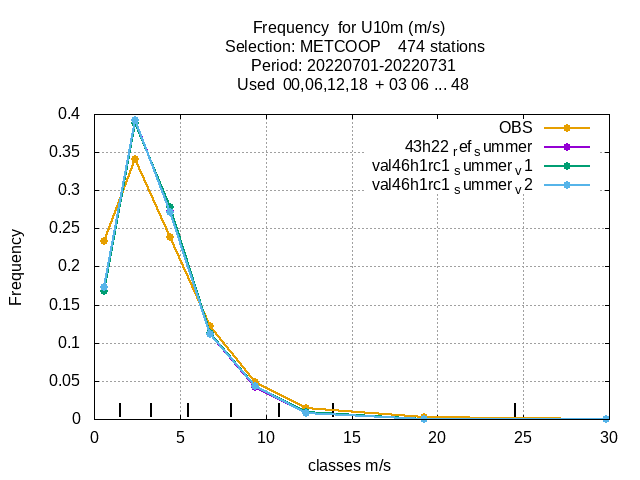 Frequency for U10m (m/s)
Selection: METCOOP 474 stations
Period: 20220701-20220731
Used 00,06,12,18 + 03 06 ... 48
OBS
43h22 ref summer
val46h1rc1 summer v1
val46h1rc1 summer v2
0.4
0.35
0.3
0.25
0.2
0.15
0.1
0.05
0
Frequency
0 5 10 15 20 25 30
classes m/s